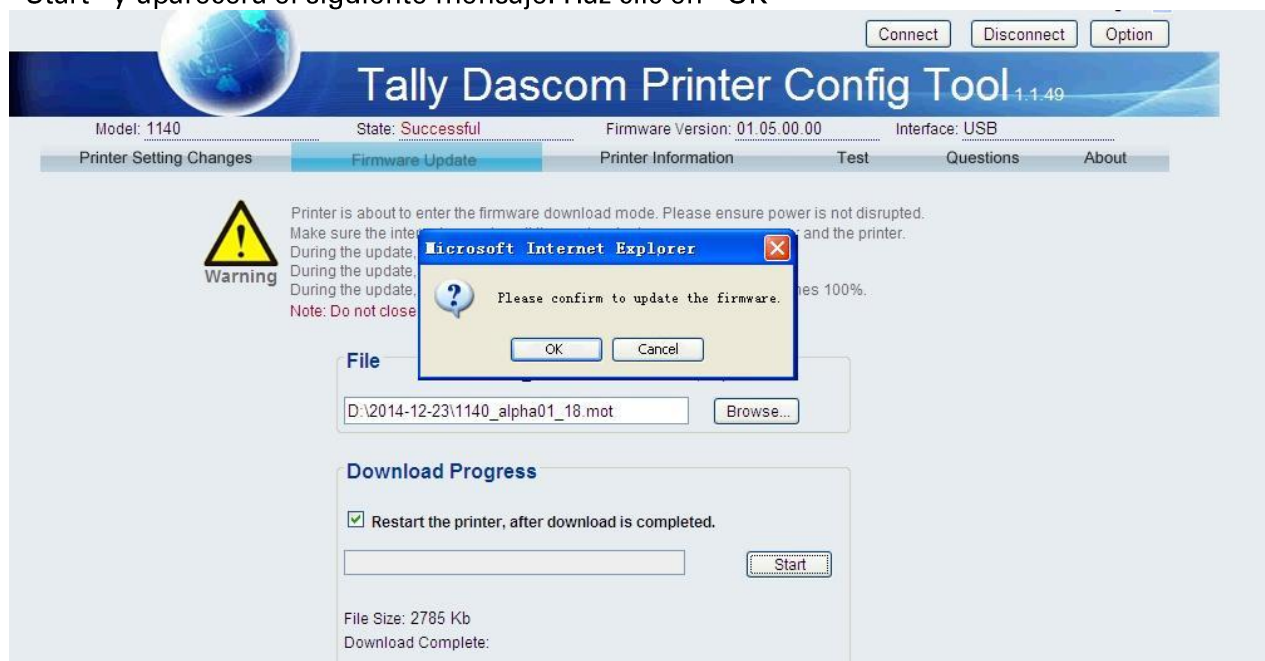 "Start" y aparecerá el siguiente mensaje. Haz clic en "OK"
Connect Disconnect Option
Tally Dascom Printer Config Tool 1.1.49
Model: 1140 State: Successful Firmware Version: 01.05.00.00 Interface: USB
Printer Setting Changes Firmware Update Printer Information Test Questions About
Printer is about to enter the firmware download mode. Please ensure power is not disrupted.
Make sure the and the printer.
During the update,
During the update,
During the update, 100%.
Note: Do not close
Warning
Microsoft Internet Explorer
Please confirm to update the firmware.
OK Cancel
File
D:\2014-12-23\1140_alpha01_18.mot Browse...
Download Progress
Restart the printer, after download is completed.
Start
File Size: 2785 Kb
Download Complete: